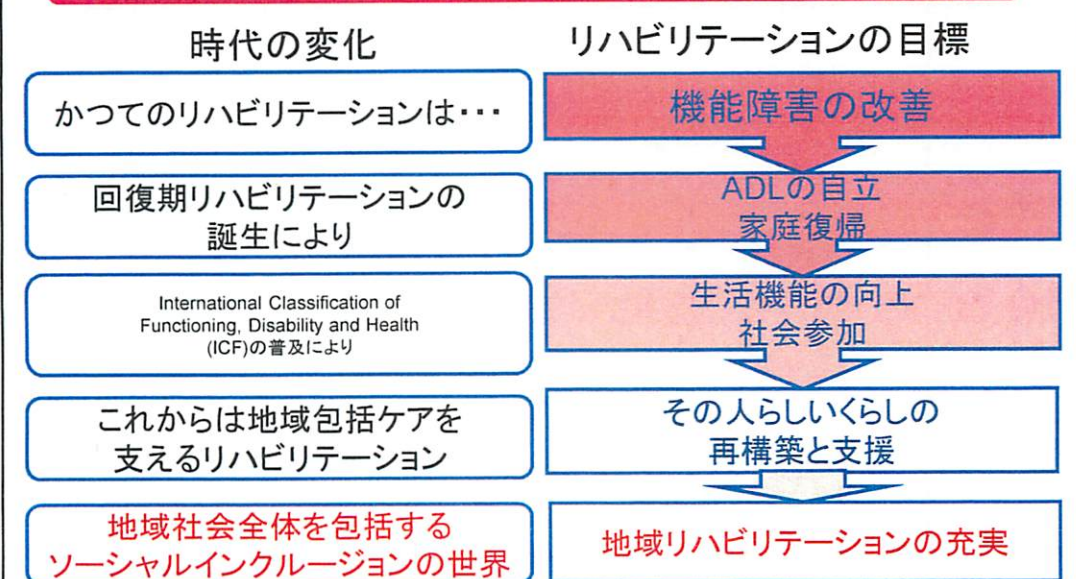 時代の変化
リハビリテーションの目標
かつてのリハビリテーションは・・・
機能障害の改善
回復期リハビリテーションの
誕生により
ADLの自立
家庭復帰
International Classification of
Functioning, Disability and Health
(ICF)の普及により
生活機能の向上
社会参加
これからは地域包括ケアを
支えるリハビリテーション
その人らしいくらしの
再構築と支援
地域社会全体を包括する
ソーシャルインクルージョンの世界
地域リハビリテーションの充実